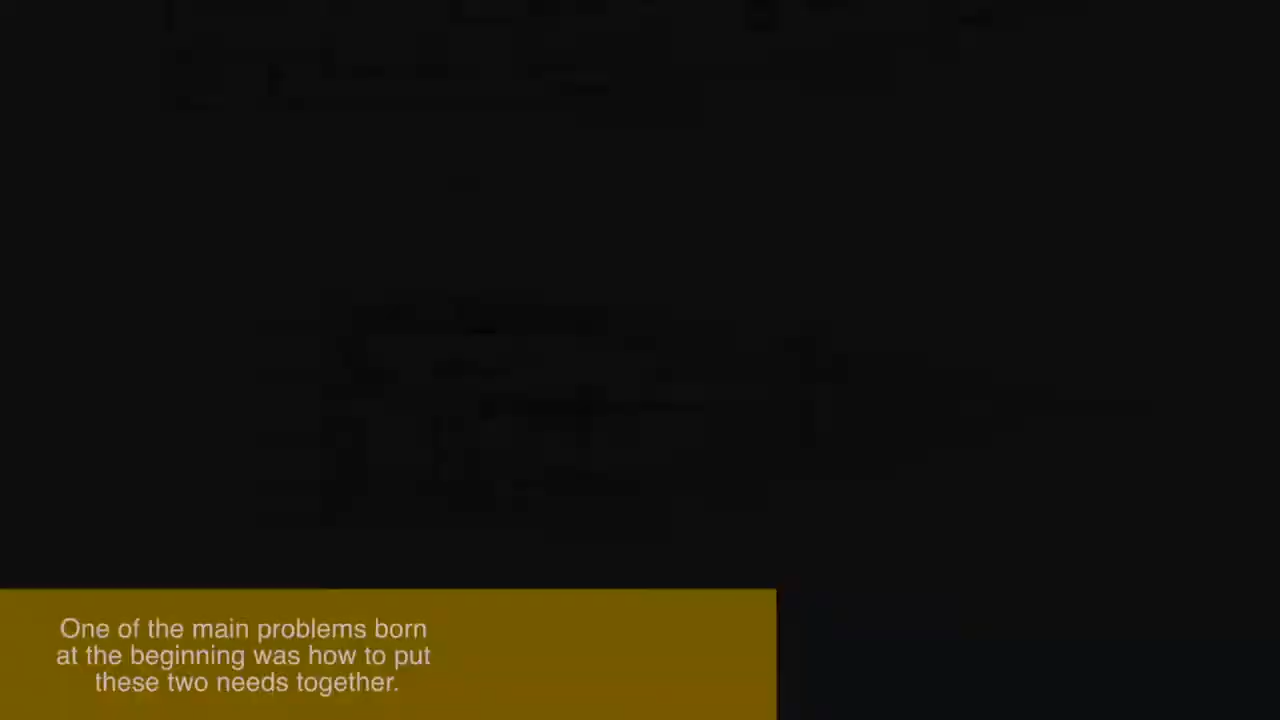 One of the main problems born
at the beginning was how to put
these two needs together.